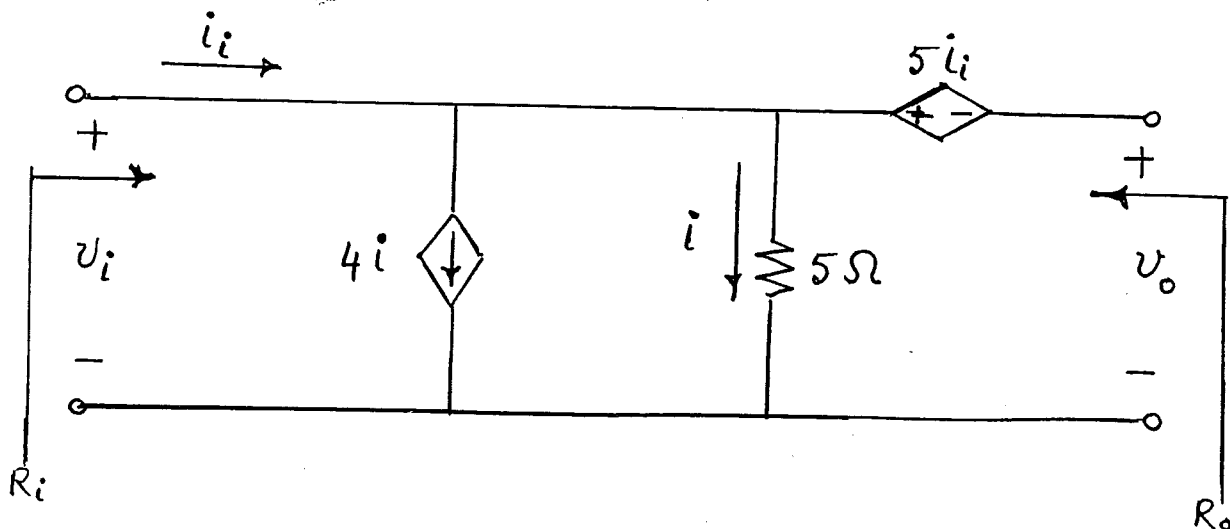 i_i
5i_i
+
+ -
+
v_i
4i
i
5Ω
v_o
-
-
R_i
R_o